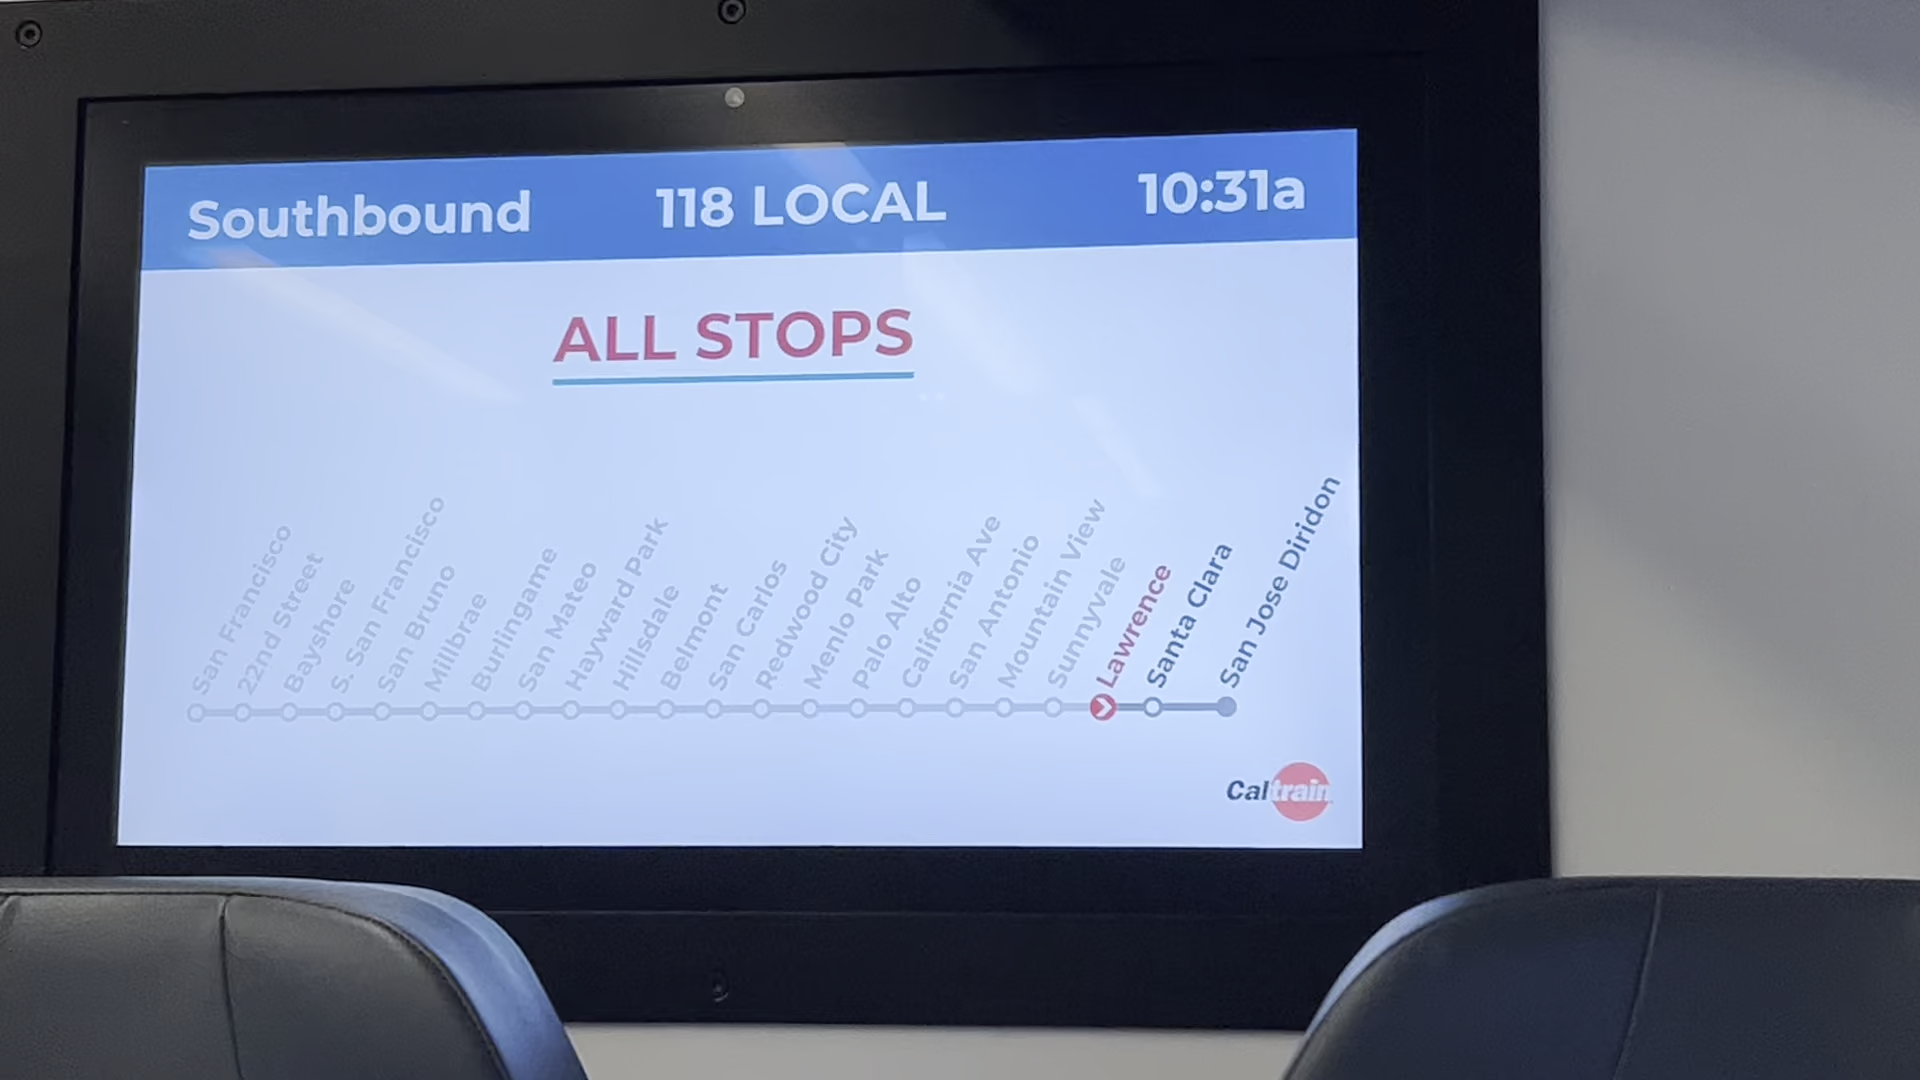 Southbound 118 LOCAL 10:31a
ALL STOPS
San Francisco
22nd Street
Bayshore
S. San Francisco
San Bruno
Millbrae
Burlingame
San Mateo
Hayward Park
Hillsdale
Belmont
San Carlos
Redwood City
Menlo Park
Palo Alto
California Ave
San Antonio
Mountain View
Sunnyvale
Lawrence
Santa Clara
San Jose Diridon
Caltrain